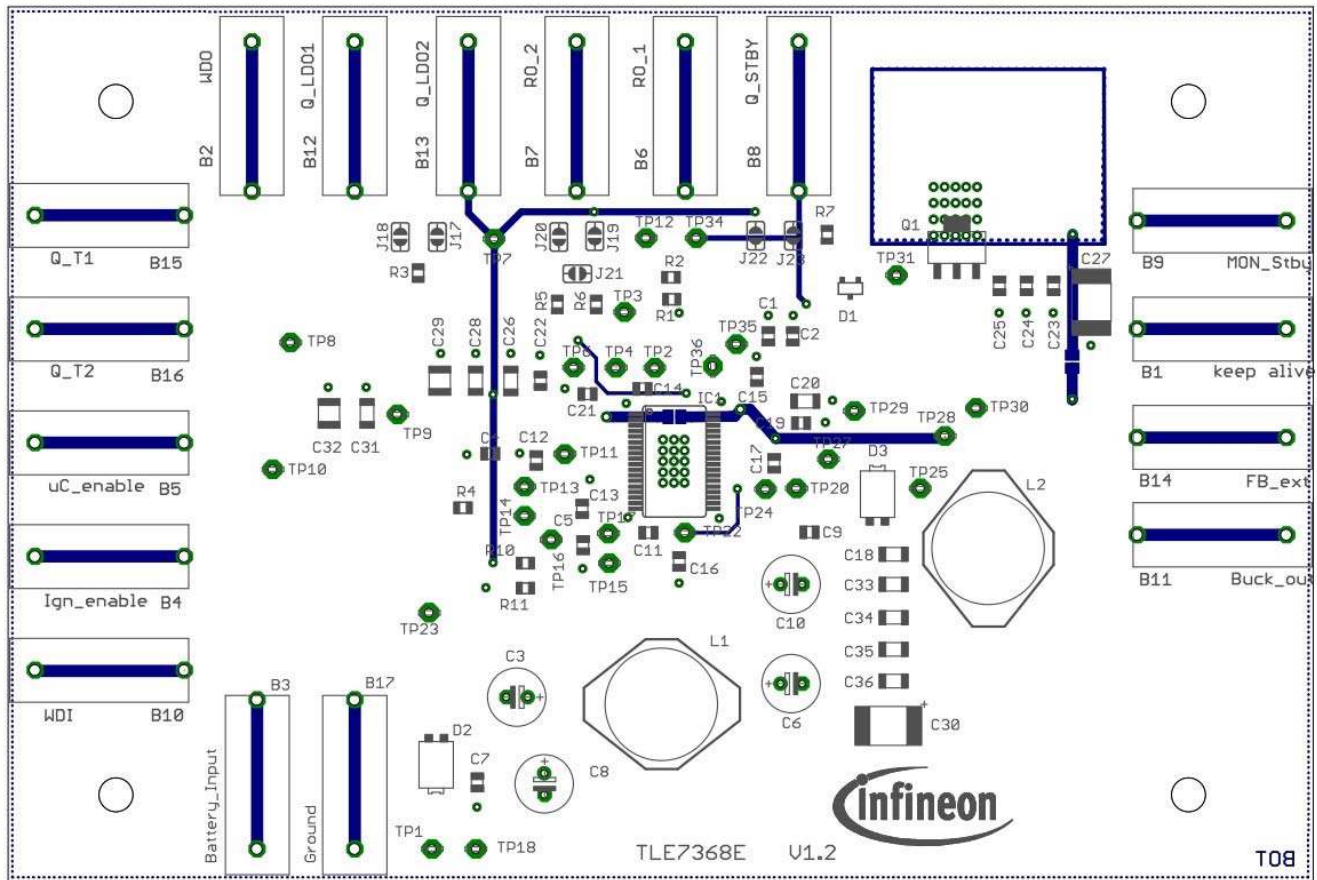 WDO
B2
Q_LDO1
B12
Q_LDO2
B13
RO_2
B7
RO_1
B6
Q_STBY
B8
Q_T1
B15
Q_T2
B16
uC_enable B5
Ign_enable B4
WDI
B10
B3
Battery_Input
B17
Ground
B9
MON_Stby
B1
keep alive
B14
FB_ext
B11
Buck_out
J18
J17
TP7
J20
J19
TP12
TP34
J22
J23
R7
Q1
TP31
C27
R3
J21
R2
R5
R6
TP3
R1
D1
C1
C2
C25
C24
C23
TP8
C29
C28
C26
C22
TP6
TP4
TP2
TP36
TP35
C14
C21
IC1
C15
C20
C19
TP29
TP28
TP30
C32
C31
TP9
TP10
C4
C12
TP11
C17
TP27
D3
TP25
L2
R4
TP13
TP14
C13
C5
TP17
TP22
TP24
TP20
R10
TP16
TP15
C11
C16
C9
C18
C33
C34
C35
C36
C30
R11
TP23
C10
C3
L1
C6
D2
C7
C8
TP1
TP18
infineon
TLE7368E V1.2
BOT